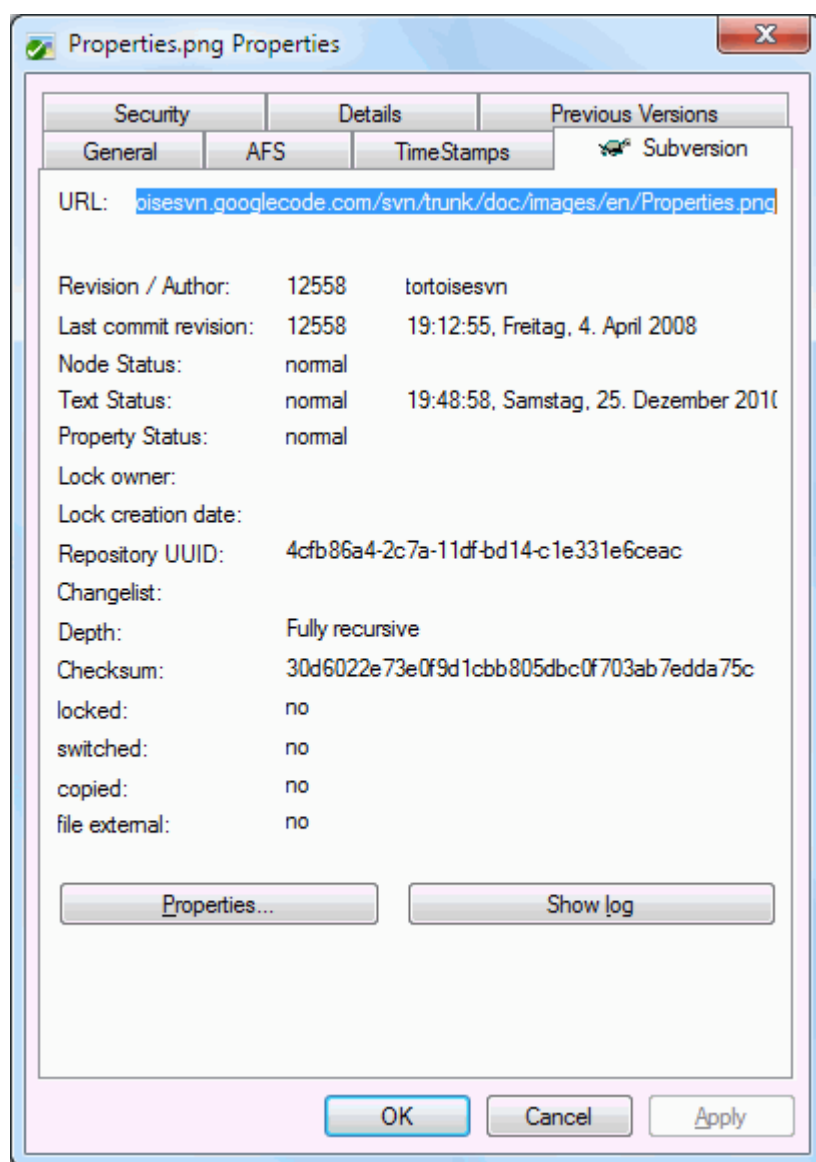 Properties.png Properties
Security Details Previous Versions
General AFS TimeStamps Subversion
URL: oisesvn.googlecode.com/svn/trunk/doc/images/en/Properties.png
Revision / Author: 12558 tortoisesvn
Last commit revision: 12558 19:12:55, Freitag, 4. April 2008
Node Status: normal
Text Status: normal 19:48:58, Samstag, 25. Dezember 2010
Property Status: normal
Lock owner:
Lock creation date:
Repository UUID: 4cfb86a4-2c7a-11df-bd14-c1e331e6ceac
Changelist:
Depth: Fully recursive
Checksum: 30d6022e73e0f9d1cbb805dbc0f703ab7edda75c
locked: no
switched: no
copied: no
file external: no
Properties... Show log
OK Cancel Apply